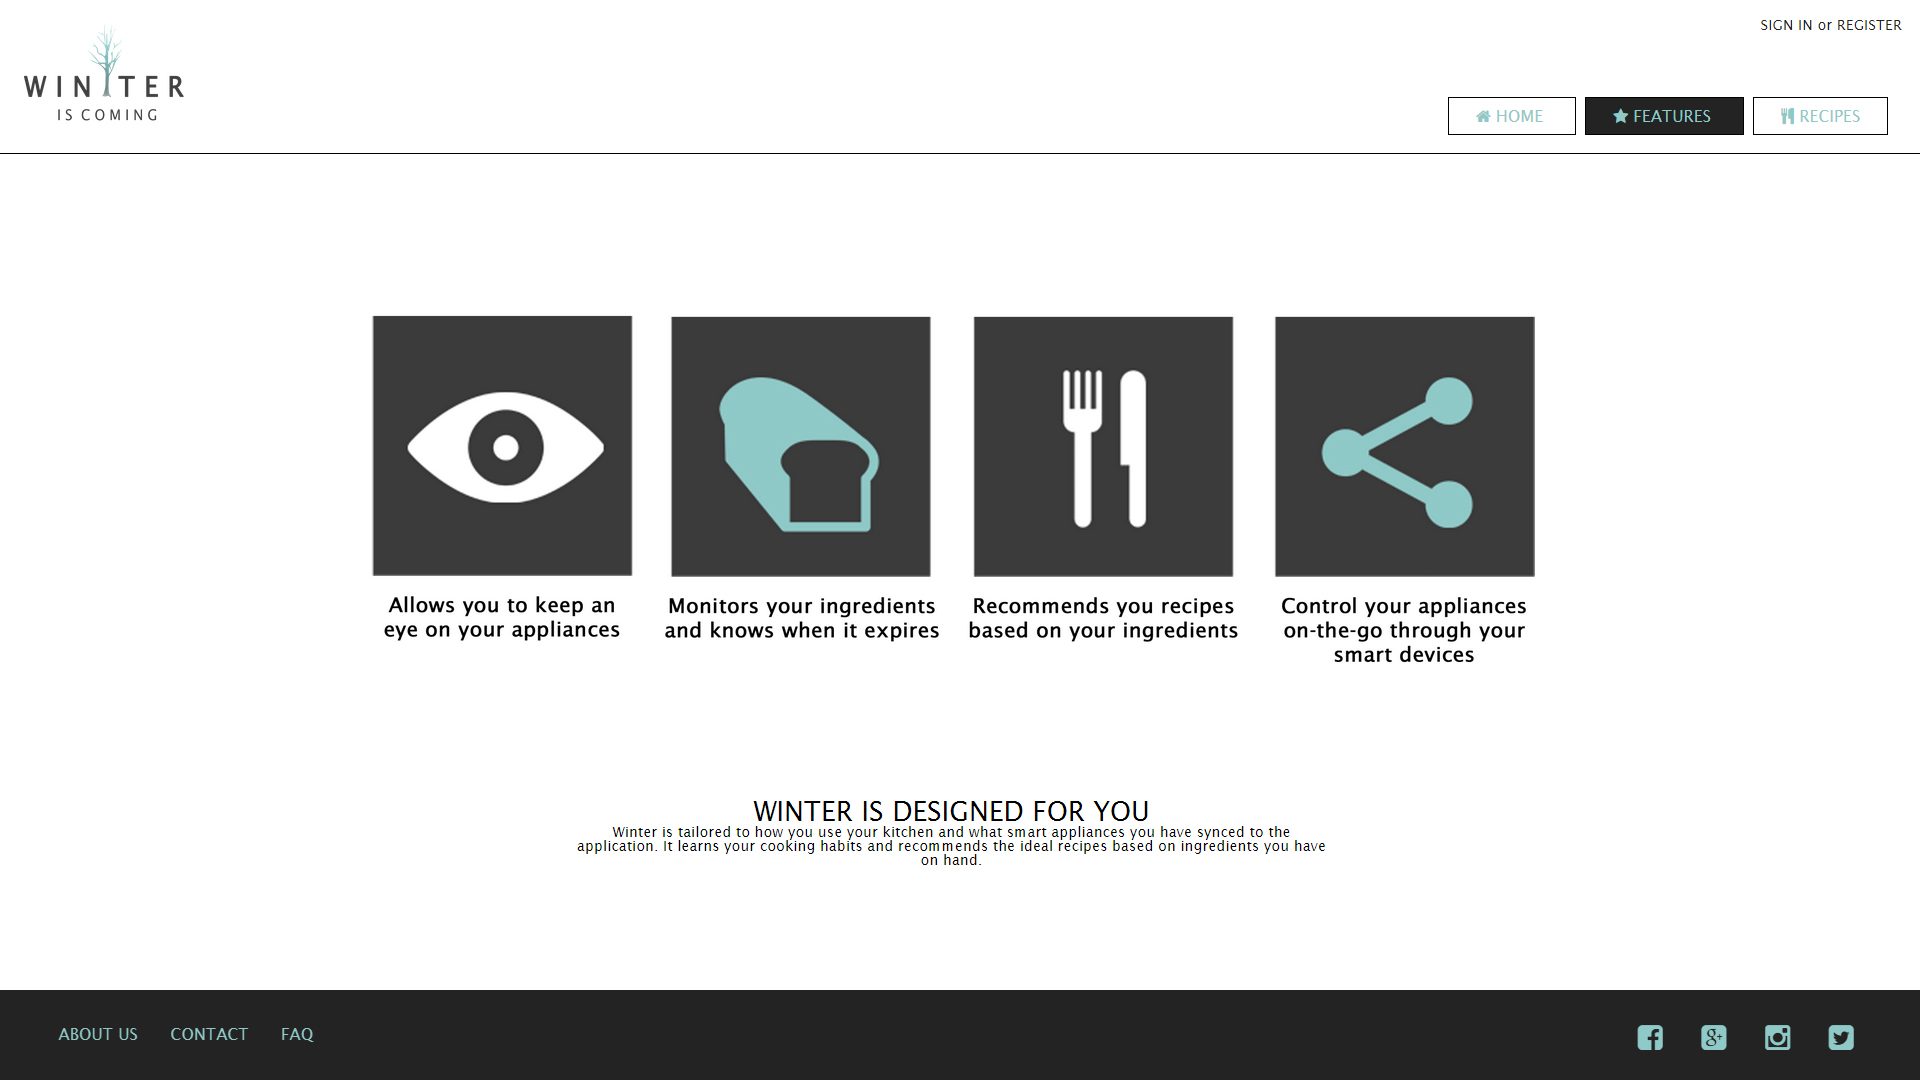 SIGN IN or REGISTER
WINTER
IS COMING
HOME
FEATURES
RECIPES
Allows you to keep an
eye on your appliances
Monitors your ingredients
and knows when it expires
Recommends you recipes
based on your ingredients
Control your appliances
on-the-go through your
smart devices
WINTER IS DESIGNED FOR YOU
Winter is tailored to how you use your kitchen and what smart appliances you have synced to the
application. It learns your cooking habits and recommends the ideal recipes based on ingredients you have
on hand.
ABOUT US
CONTACT
FAQ